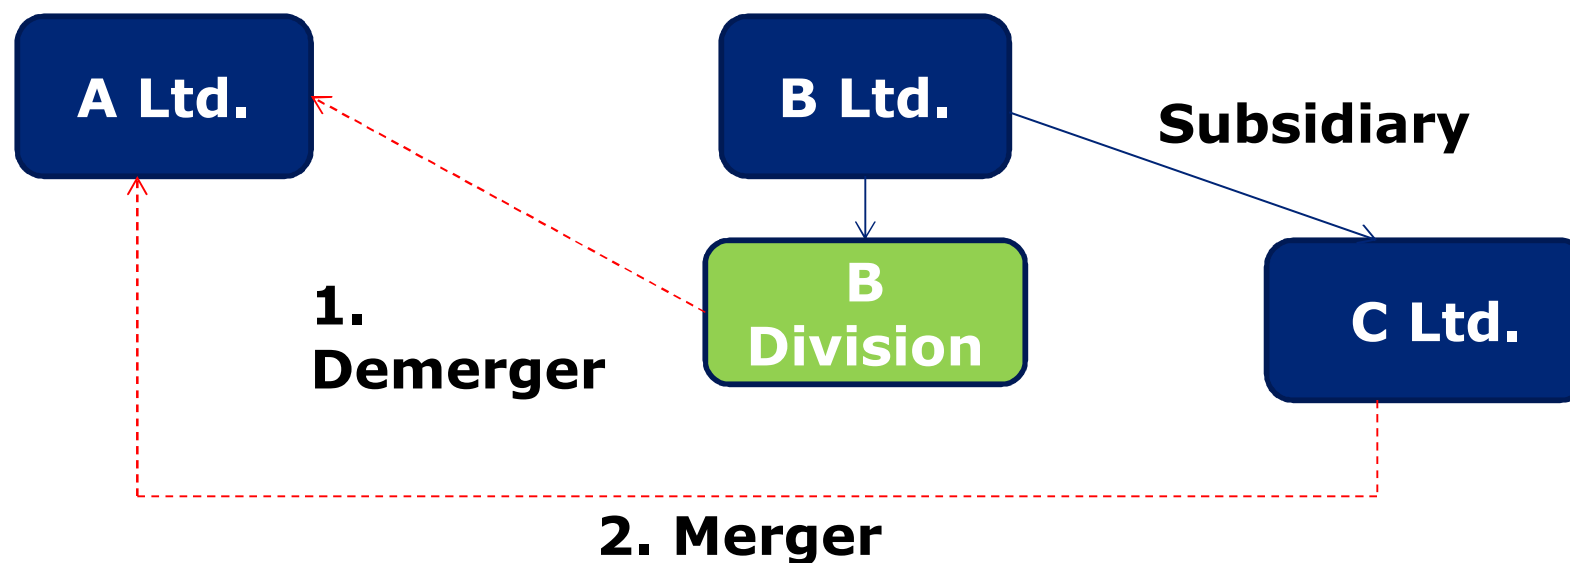 A Ltd.
B Ltd.
Subsidiary
B
Division
C Ltd.
1.
Demerger
2. Merger